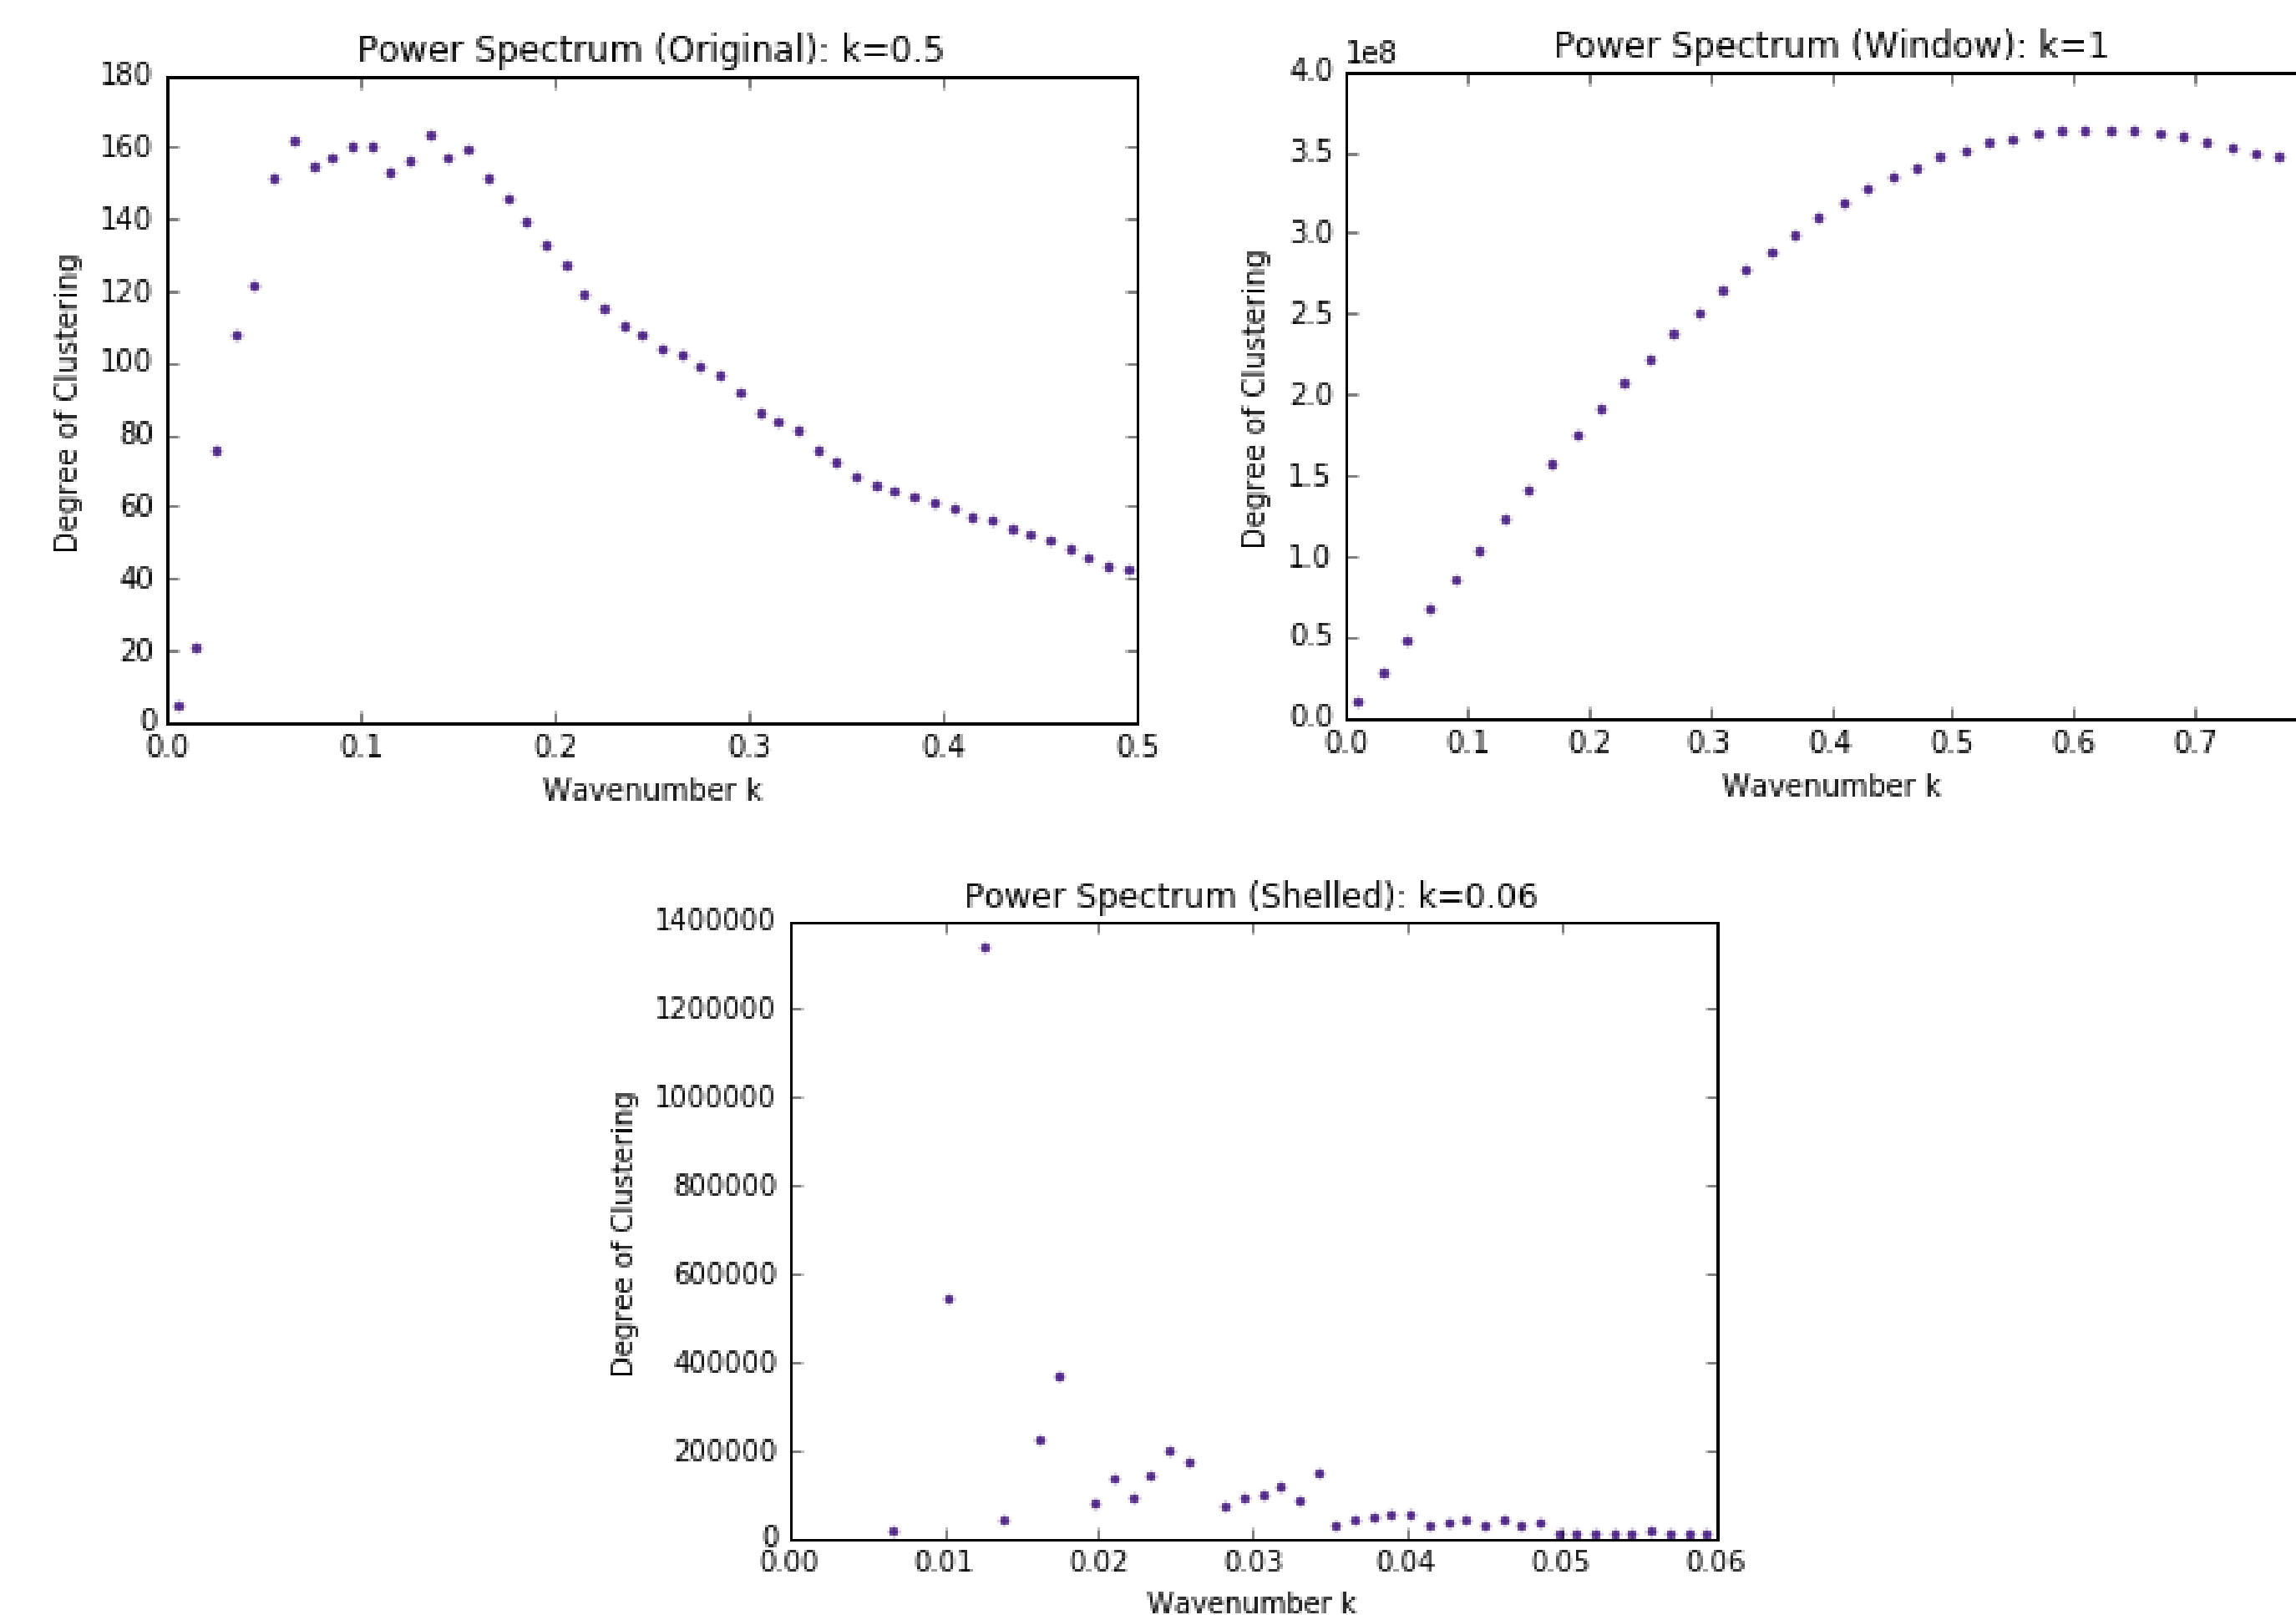 Power Spectrum (Original): k=0.5
180
160
140
120
100
80
60
40
20
0
Degree of Clustering
0.0 0.1 0.2 0.3 0.4 0.5
Wavenumber k
Power Spectrum (Window): k=1
1e8
4.0
3.5
3.0
2.5
2.0
1.5
1.0
0.5
0.0
Degree of Clustering
0.0 0.1 0.2 0.3 0.4 0.5 0.6 0.7
Wavenumber k
Power Spectrum (Shelled): k=0.06
1400000
1200000
1000000
800000
600000
400000
200000
0
Degree of Clustering
0.00 0.01 0.02 0.03 0.04 0.05 0.06
Wavenumber k